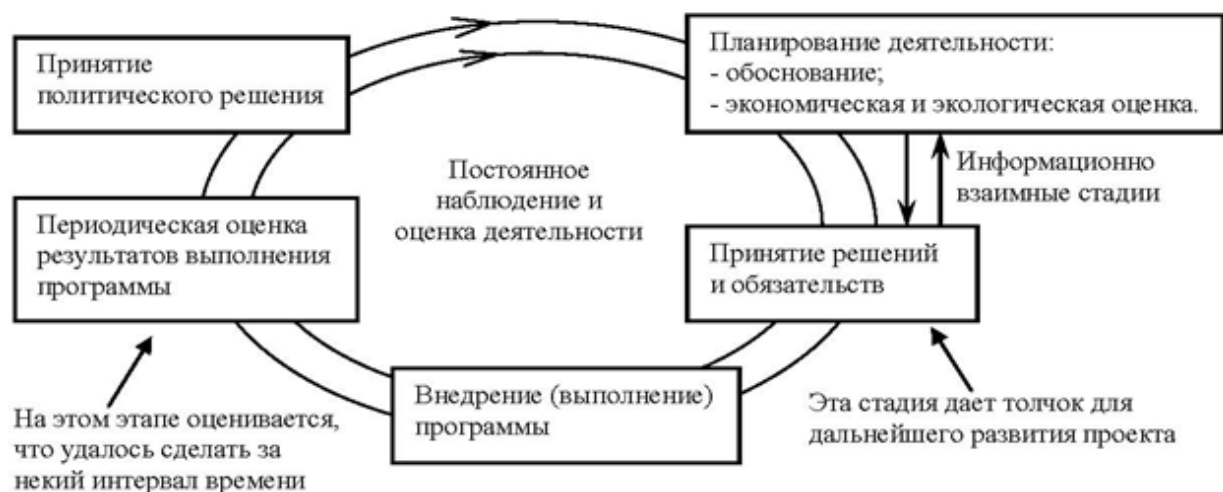 Принятие
политического решения
Планирование деятельности:
- обоснование;
- экономическая и экологическая оценка.
Постоянное
наблюдение и
оценка деятельности
Информационно
взаимные стадии
Периодическая оценка
результатов выполнения
программы
Принятие решений
и обязательств
Внедрение (выполнение)
программы
На этом этапе оценивается,
что удалось сделать за
некий интервал времени
Эта стадия дает толчок для
дальнейшего развития проекта